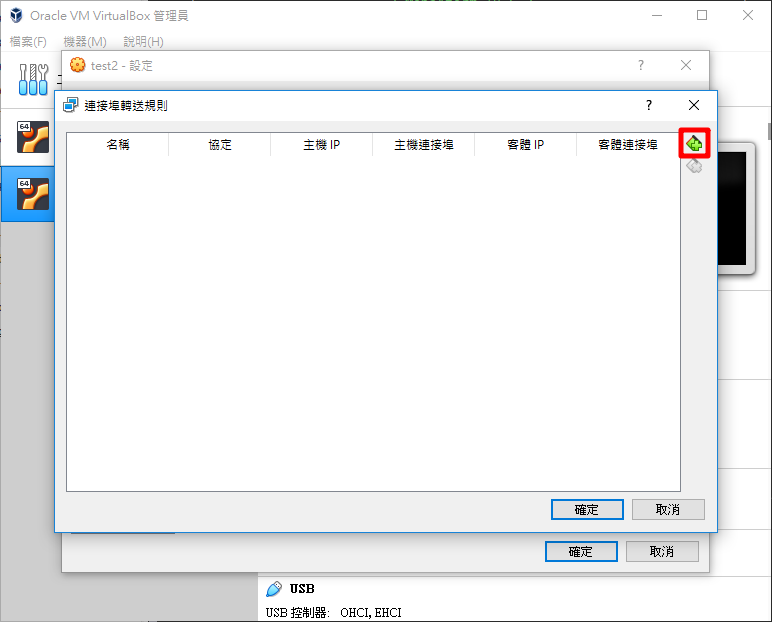 Oracle VM VirtualBox 管理員
檔案(F) 機器(M) 說明(H)
test2 - 設定
?
連接埠轉送規則
?
名稱 協定 主機 IP 主機連接埠 客體 IP 客體連接埠
64
64
確定 取消
確定 取消
USB
USB 控制器: OHCI, EHCI